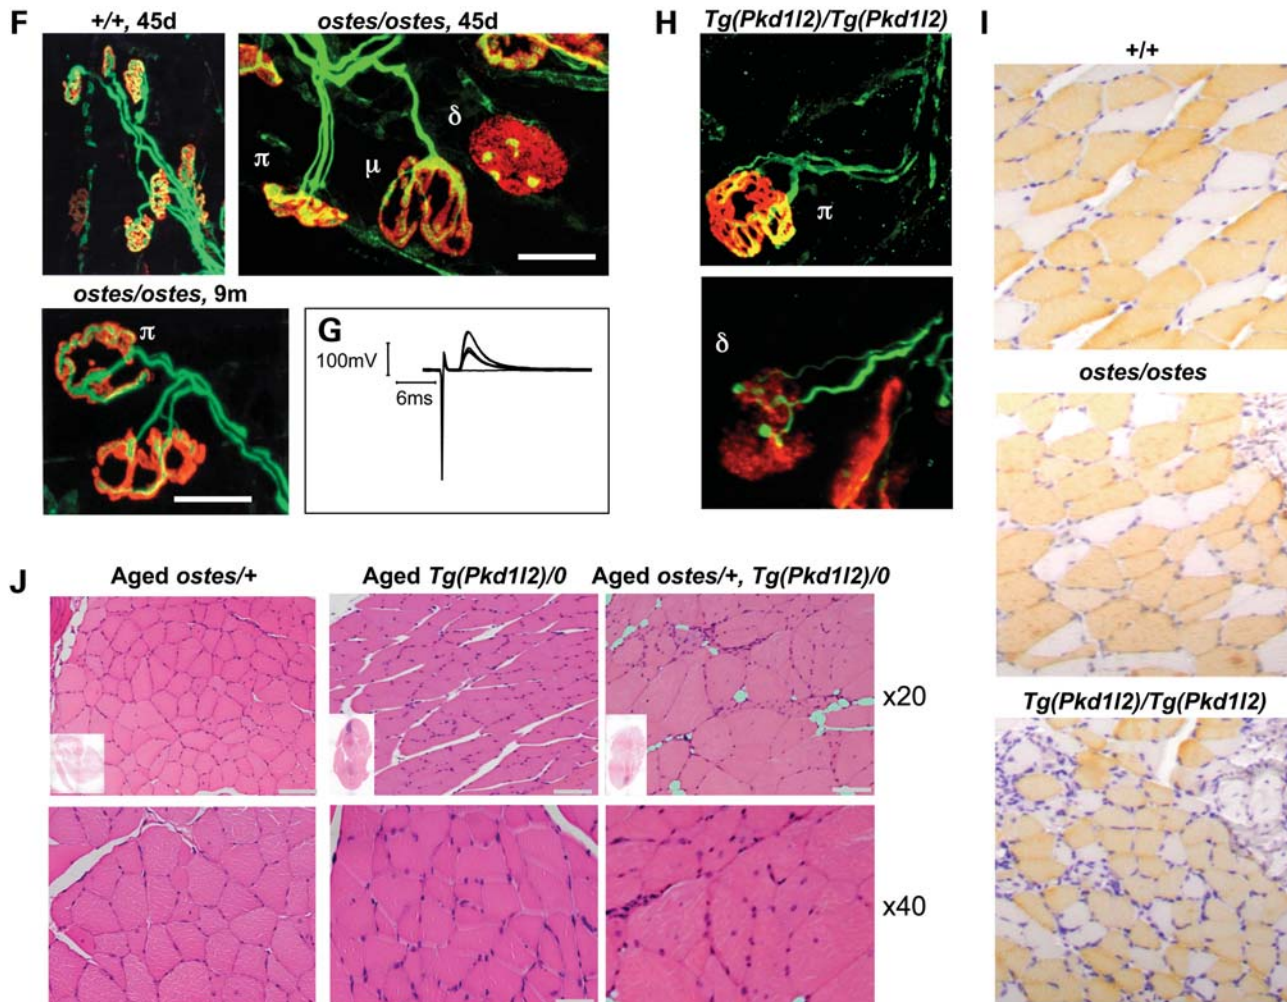 F
+/+, 45d
ostes/ostes, 45d
π
μ
δ
ostes/ostes, 9m
π
G
100mV
6ms
H
Tg(Pkd1l2)/Tg(Pkd1l2)
π
δ
I
+/+
ostes/ostes
Tg(Pkd1l2)/Tg(Pkd1l2)
J
Aged ostes/+
Aged Tg(Pkd1l2)/0
Aged ostes/+, Tg(Pkd1l2)/0
x20
x40